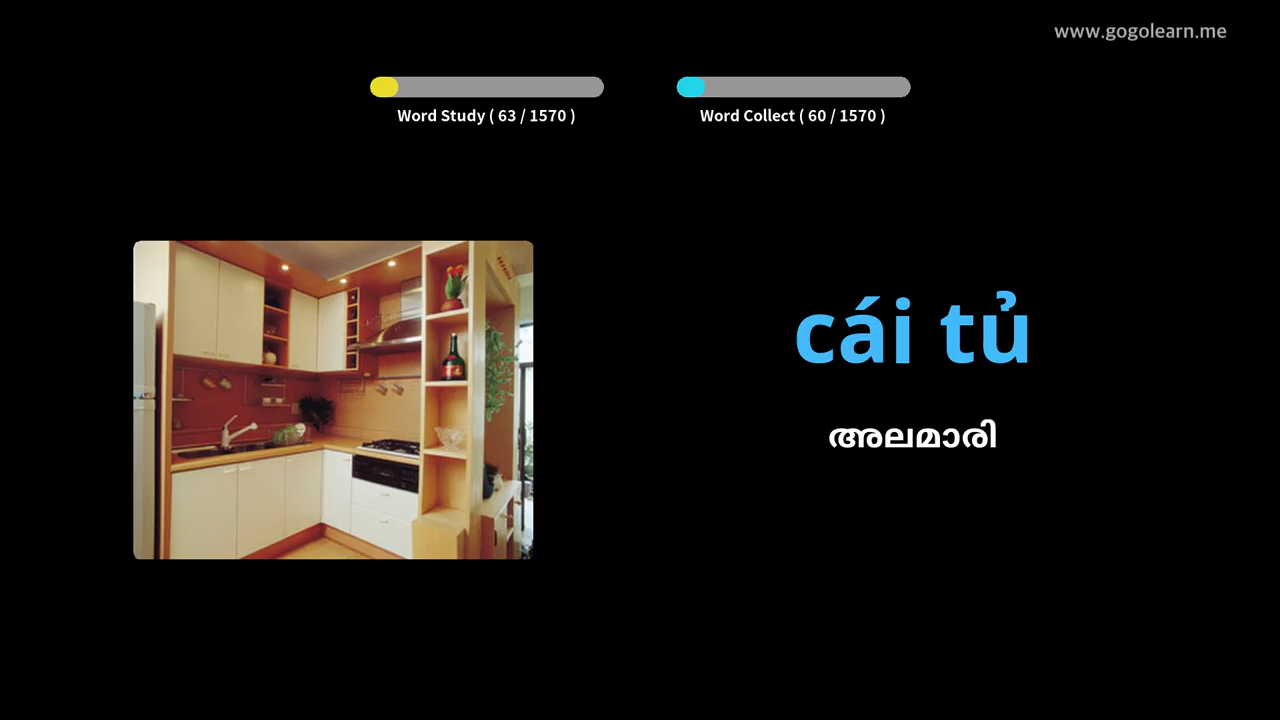 www.gogolearn.me
Word Study ( 63 / 1570 )
Word Collect ( 60 / 1570 )
cái tủ
അലമാരി